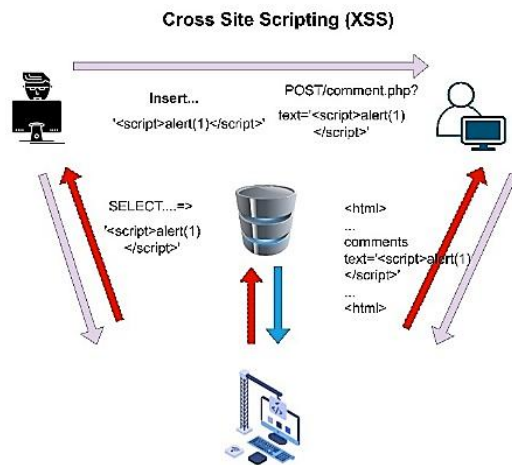 Cross Site Scripting (XSS)
Insert...
'<script>alert(1)</script>'
POST/comment.php?
text='<script>alert(1)
</script>'
SELECT....=>
'<script>alert(1)
</script>'
<html>
...
comments
text='<script>alert(1)
</script>'
...
<html>